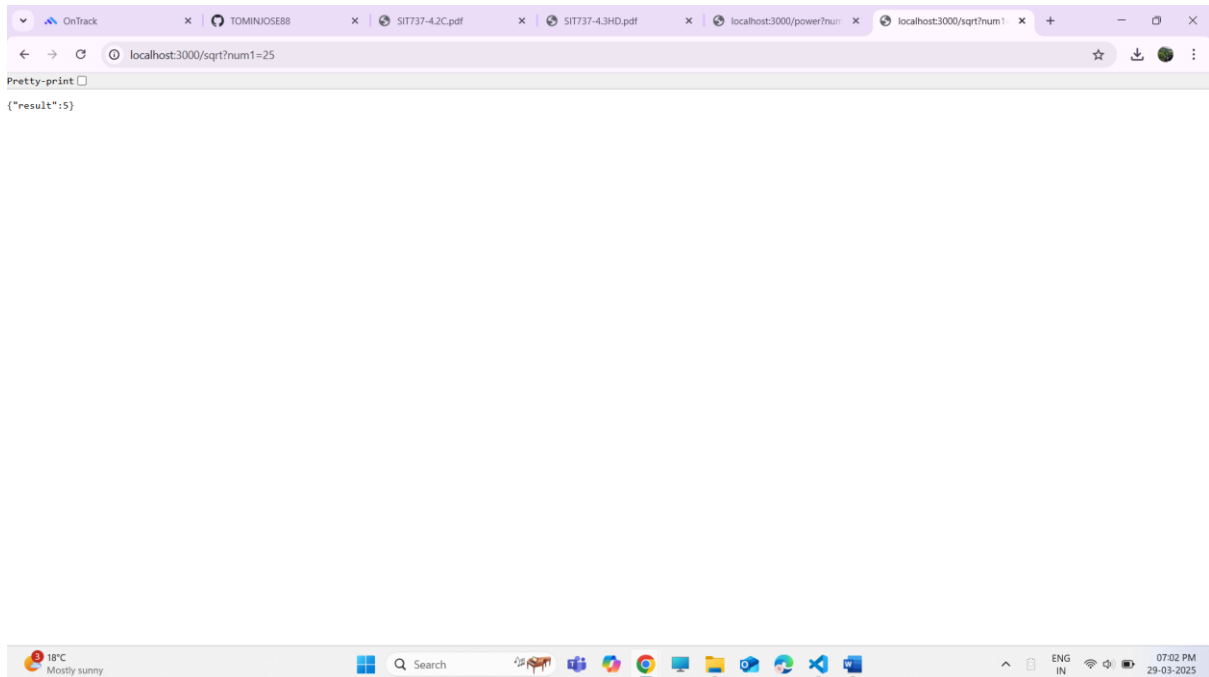 OnTrack
TOMINJOSE88
SIT737-4.2C.pdf
SIT737-4.3HD.pdf
localhost:3000/power?num
localhost:3000/sqrt?num1=
localhost:3000/sqrt?num1=25
Pretty-print
{"result":5}
3
18°C
Mostly sunny
Search
ENG
IN
07:02 PM
29-03-2025